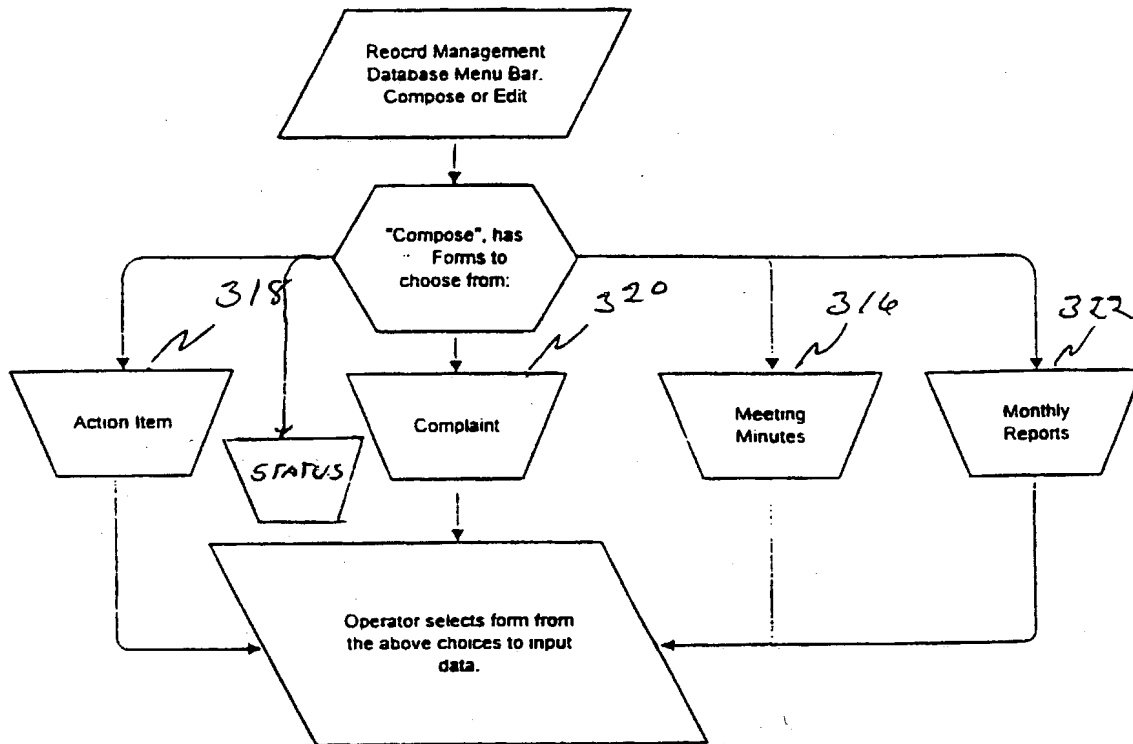 Reocrd Management
Database Menu Bar.
Compose or Edit
"Compose", has
Forms to
choose from:
318
320
316
322
Action Item
Complaint
Meeting
Minutes
Monthly
Reports
STATUS
Operator selects form from
the above choices to input
data.